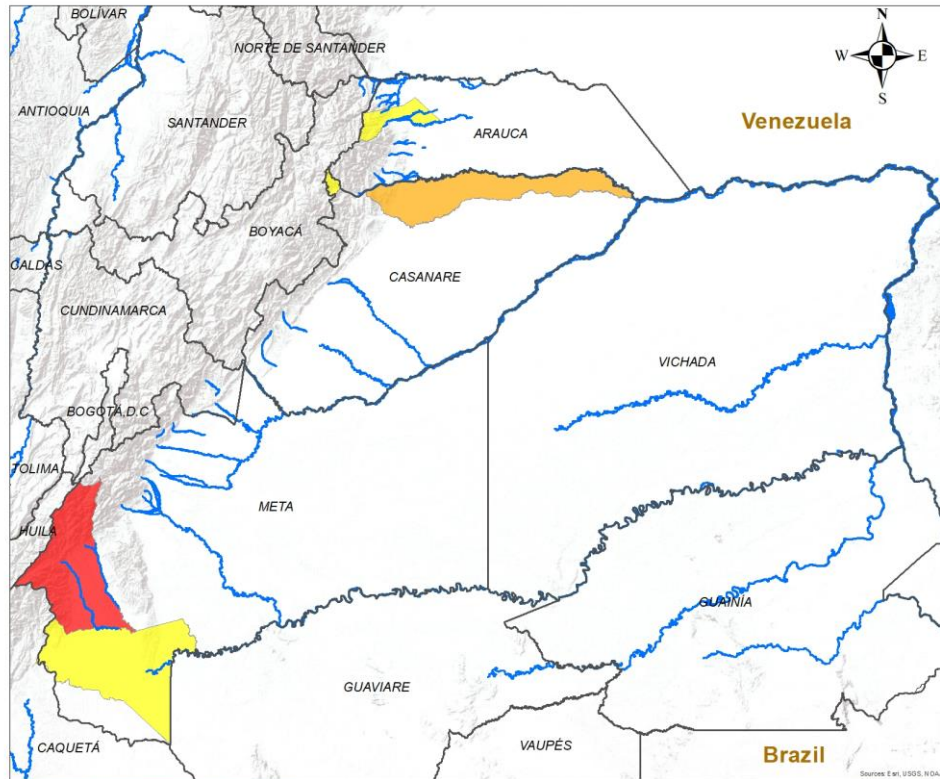 BOLÍVAR
N
NORTE DE SANTANDER
W E
S
ANTIOQUIA
SANTANDER
Venezuela
ARAUCA
BOYACÁ
CALDAS
CASANARE
CUNDINAMARCA
VICHADA
BOGOTÁ, D.C
TOLIMA
META
HUILA
GUAINÍA
GUAVIARE
CAQUETÁ
VAUPÉS
Brazil
Sources: Esri, USGS, NOAA